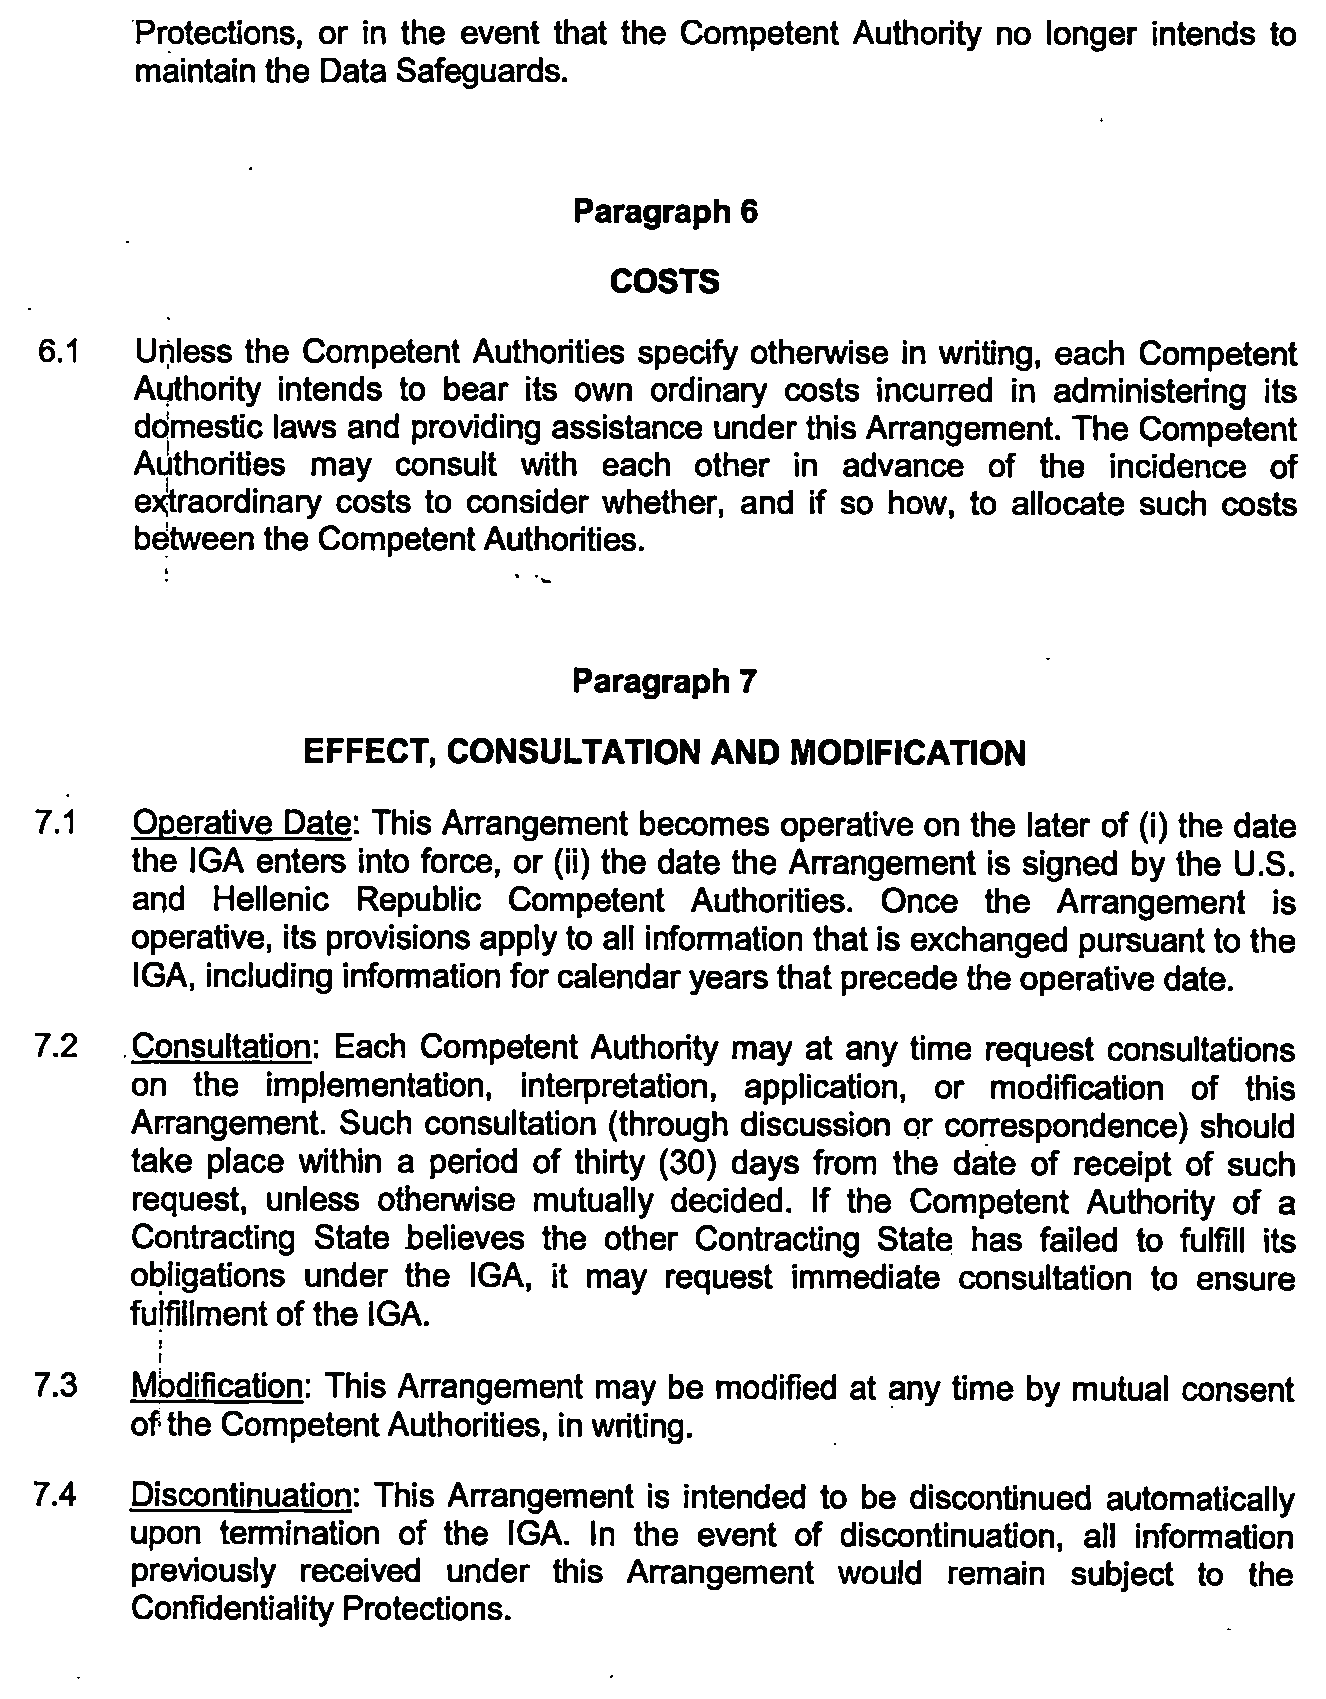 Protections, or in the event that the Competent Authority no longer intends to
maintain the Data Safeguards.
Paragraph 6
COSTS
6.1 Unless the Competent Authorities specify otherwise in writing, each Competent
Authority intends to bear its own ordinary costs incurred in administering its
domestic laws and providing assistance under this Arrangement. The Competent
Authorities may consult with each other in advance of the incidence of
extraordinary costs to consider whether, and if so how, to allocate such costs
between the Competent Authorities.
Paragraph 7
EFFECT, CONSULTATION AND MODIFICATION
7.1 Operative Date: This Arrangement becomes operative on the later of (i) the date
the IGA enters into force, or (ii) the date the Arrangement is signed by the U.S.
and Hellenic Republic Competent Authorities. Once the Arrangement is
operative, its provisions apply to all information that is exchanged pursuant to the
IGA, including information for calendar years that precede the operative date.
7.2 Consultation: Each Competent Authority may at any time request consultations
on the implementation, interpretation, application, or modification of this
Arrangement. Such consultation (through discussion or correspondence) should
take place within a period of thirty (30) days from the date of receipt of such
request, unless otherwise mutually decided. If the Competent Authority of a
Contracting State believes the other Contracting State has failed to fulfill its
obligations under the IGA, it may request immediate consultation to ensure
fulfillment of the IGA.
7.3 Modification: This Arrangement may be modified at any time by mutual consent
of the Competent Authorities, in writing.
7.4 Discontinuation: This Arrangement is intended to be discontinued automatically
upon termination of the IGA. In the event of discontinuation, all information
previously received under this Arrangement would remain subject to the
Confidentiality Protections.